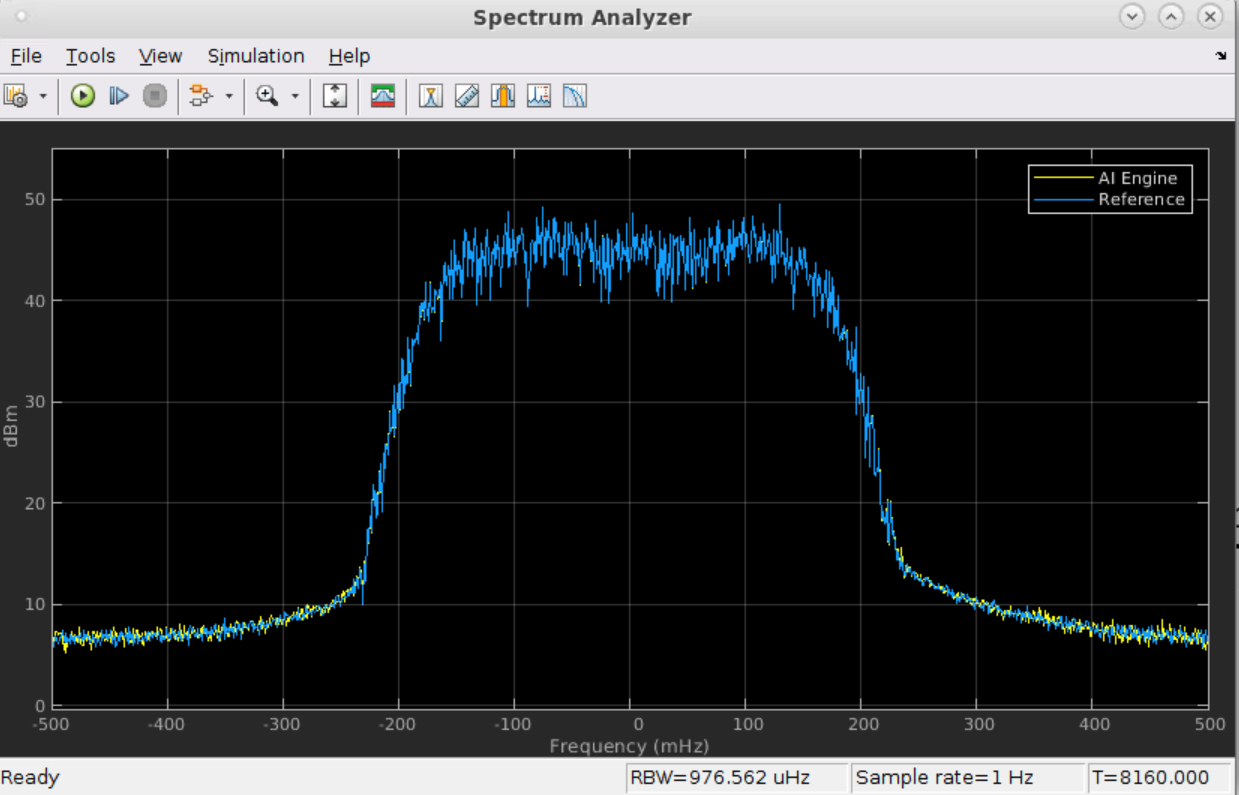 Spectrum Analyzer
File Tools View Simulation Help
AI Engine
Reference
50
40
30
20
10
0
dBm
-500 -400 -300 -200 -100 0 100 200 300 400 500
Frequency (mHz)
Ready RBW=976.562 uHz Sample rate=1 Hz T=8160.000